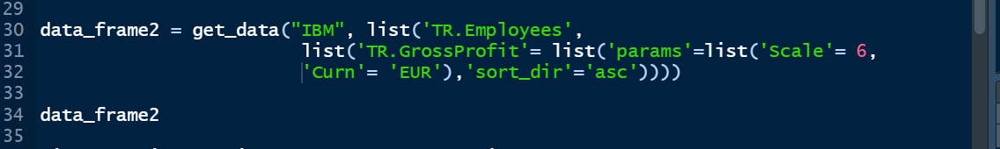 29
30 data_frame2 = get_data("IBM", list('TR.Employees',
31 list('TR.GrossProfit'= list('params'=list('Scale'= 6,
32 'Curn'= 'EUR'),'sort_dir'='asc'))))
33
34 data_frame2
35